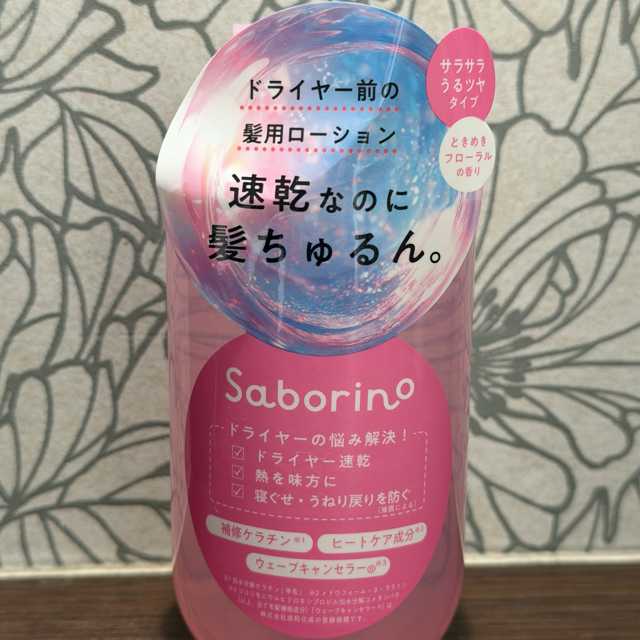 ドライヤー前の
髪用ローション
速乾なのに
髪ちゅるん。
サラサラ
うるツヤ
タイプ
ときめき
フローラル
の香り
Saborino
ドライヤーの悩み解決！
ドライヤー速乾
熱を味方に
寝ぐせ・うねり戻りを防ぐ
補修ケラチン※1
ヒートケア成分※2
ウェーブキャンセラー®※3